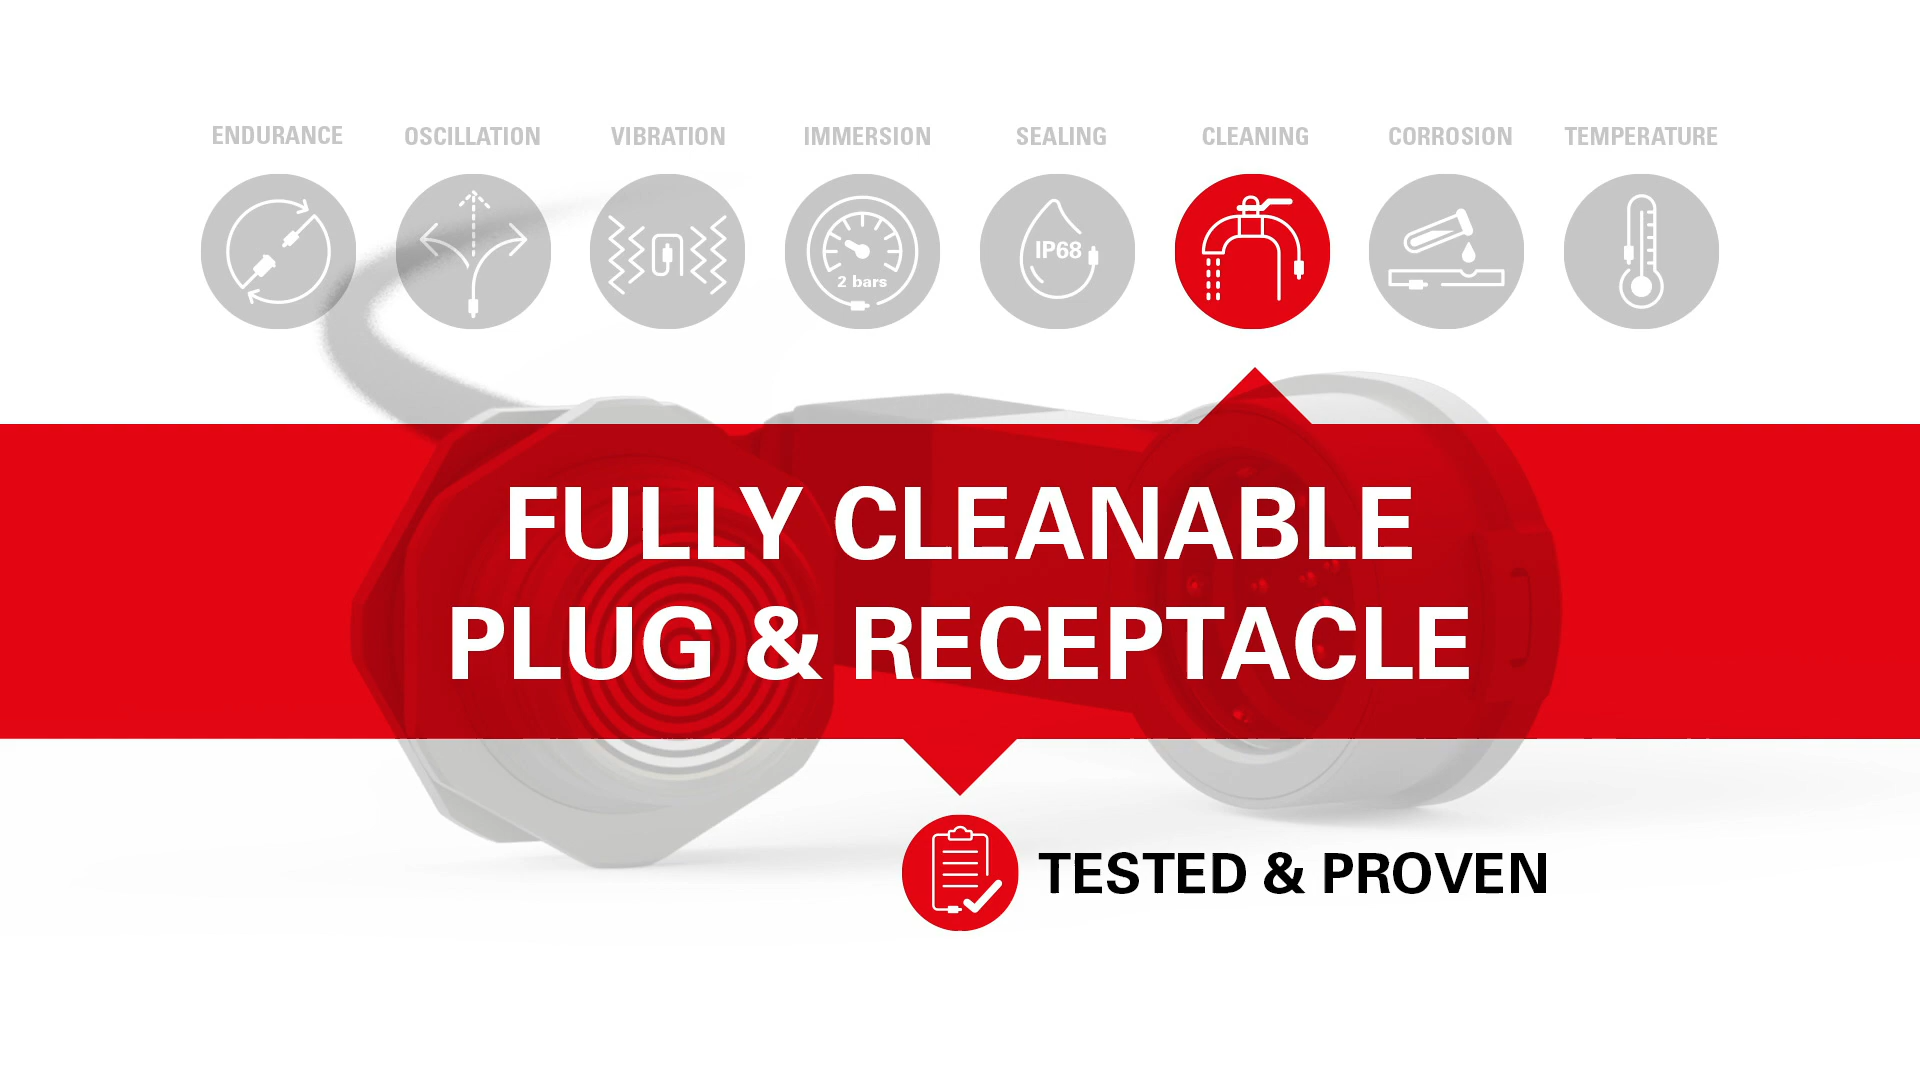 ENDURANCE
OSCILLATION
VIBRATION
IMMERSION
SEALING
CLEANING
CORROSION
TEMPERATURE
2 bars
IP68
FULLY CLEANABLE
PLUG & RECEPTACLE
TESTED & PROVEN